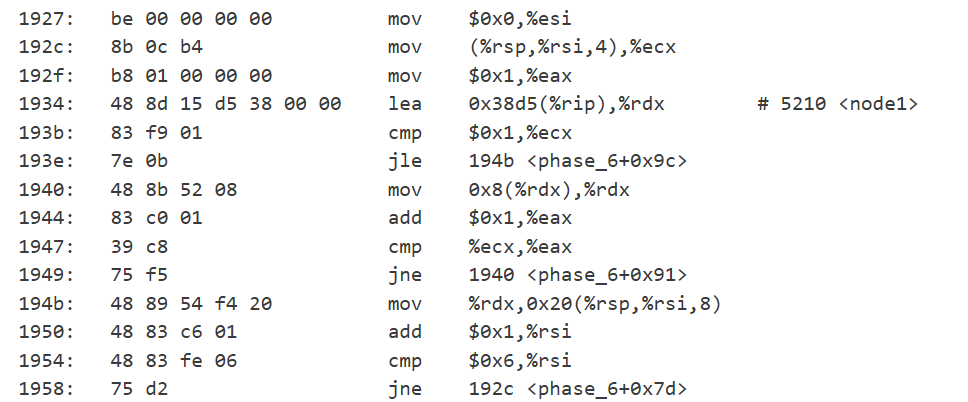 1927: be 00 00 00 00 mov $0x0,%esi
192c: 8b 0c b4 mov (%rsp,%rsi,4),%ecx
192f: b8 01 00 00 00 mov $0x1,%eax
1934: 48 8d 15 d5 38 00 00 lea 0x38d5(%rip),%rdx # 5210 <node1>
193b: 83 f9 01 cmp $0x1,%ecx
193e: 7e 0b jle 194b <phase_6+0x9c>
1940: 48 8b 52 08 mov 0x8(%rdx),%rdx
1944: 83 c0 01 add $0x1,%eax
1947: 39 c8 cmp %ecx,%eax
1949: 75 f5 jne 1940 <phase_6+0x91>
194b: 48 89 54 f4 20 mov %rdx,0x20(%rsp,%rsi,8)
1950: 48 83 c6 01 add $0x1,%rsi
1954: 48 83 fe 06 cmp $0x6,%rsi
1958: 75 d2 jne 192c <phase_6+0x7d>